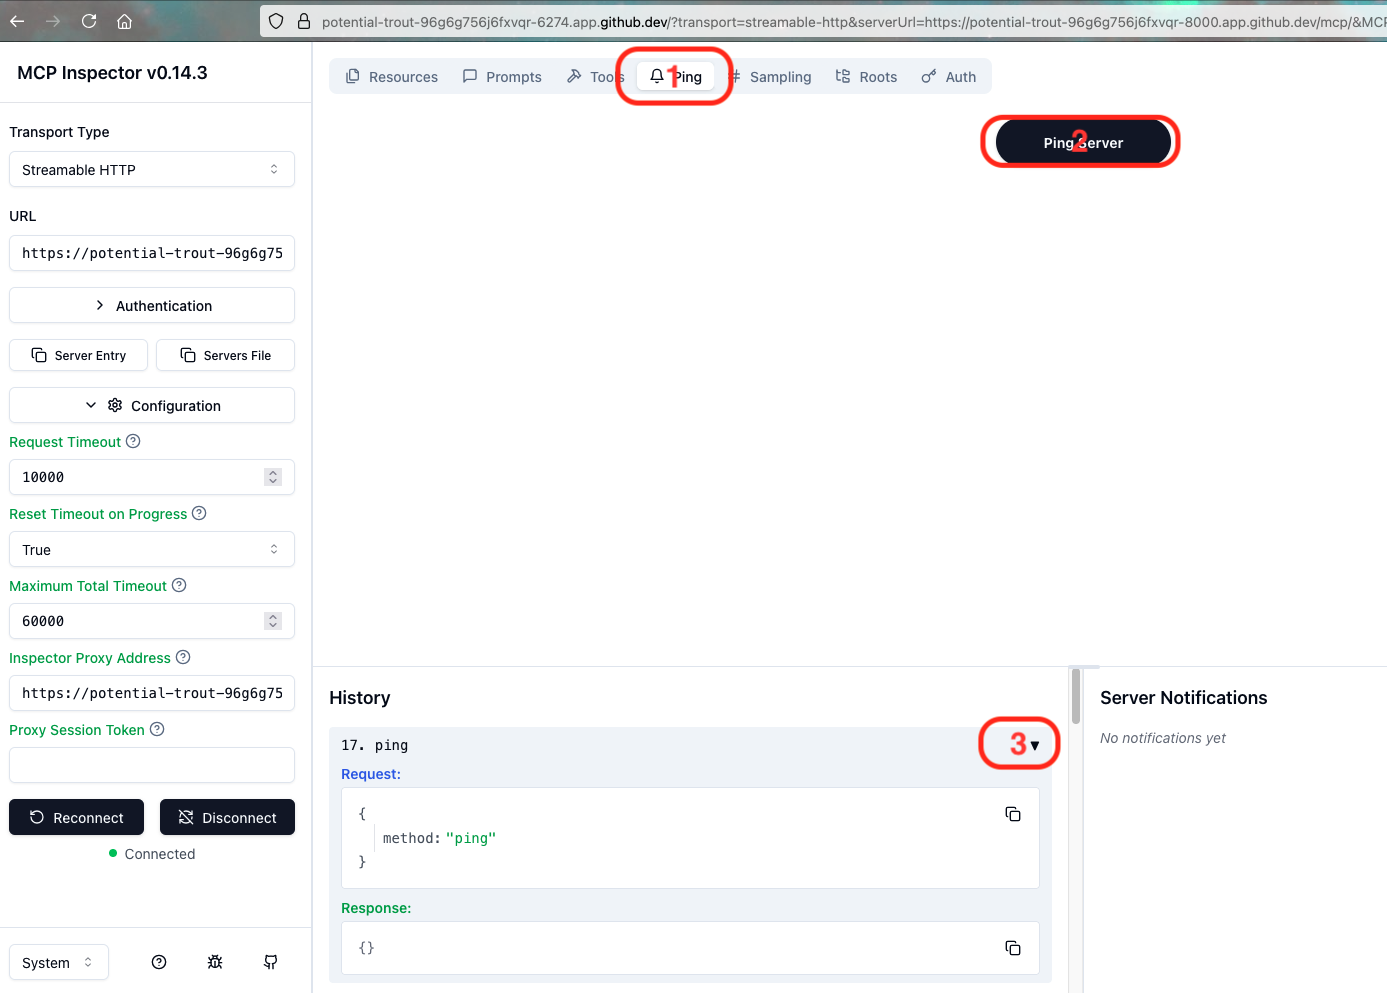 potential-trout-96g6g756j6fxvqr-6274.app.github.dev/?transport=streamable-http&serverUrl=https://potential-trout-96g6g756j6fxvqr-8000.app.github.dev/mcp/&MCP
MCP Inspector v0.14.3
Resources Prompts Tools Ping Sampling Roots Auth
1
Transport Type
Streamable HTTP
Ping Server
2
URL
https://potential-trout-96g6g75
Authentication
Server Entry Servers File
Configuration
Request Timeout
10000
Reset Timeout on Progress
True
Maximum Total Timeout
60000
Inspector Proxy Address
https://potential-trout-96g6g75
Proxy Session Token
Reconnect Disconnect
Connected
System
History
17. ping
3
Request:
{
method: "ping"
}
Response:
{}
Server Notifications
No notifications yet